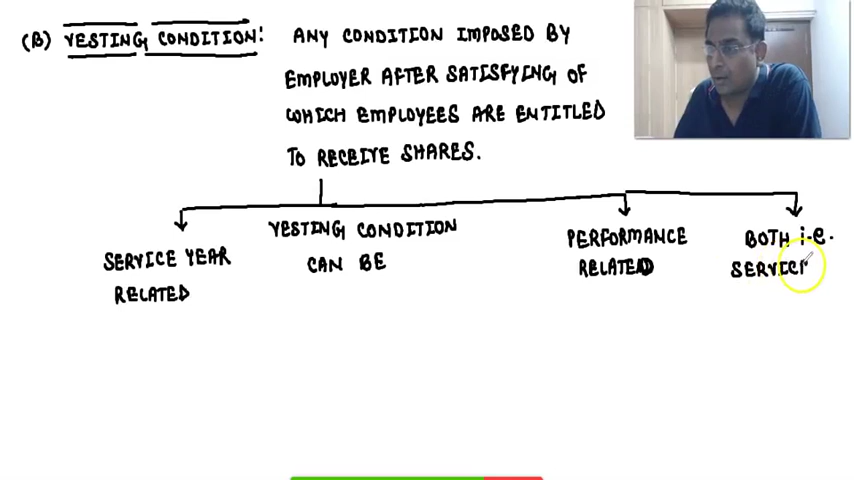 (B) VESTING CONDITION: ANY CONDITION IMPOSED BY
EMPLOYER AFTER SATISFYING OF
WHICH EMPLOYEES ARE ENTITLED
TO RECEIVE SHARES.
VESTING CONDITION
CAN BE
SERVICE YEAR
RELATED
PERFORMANCE
RELATED
BOTH i.e.